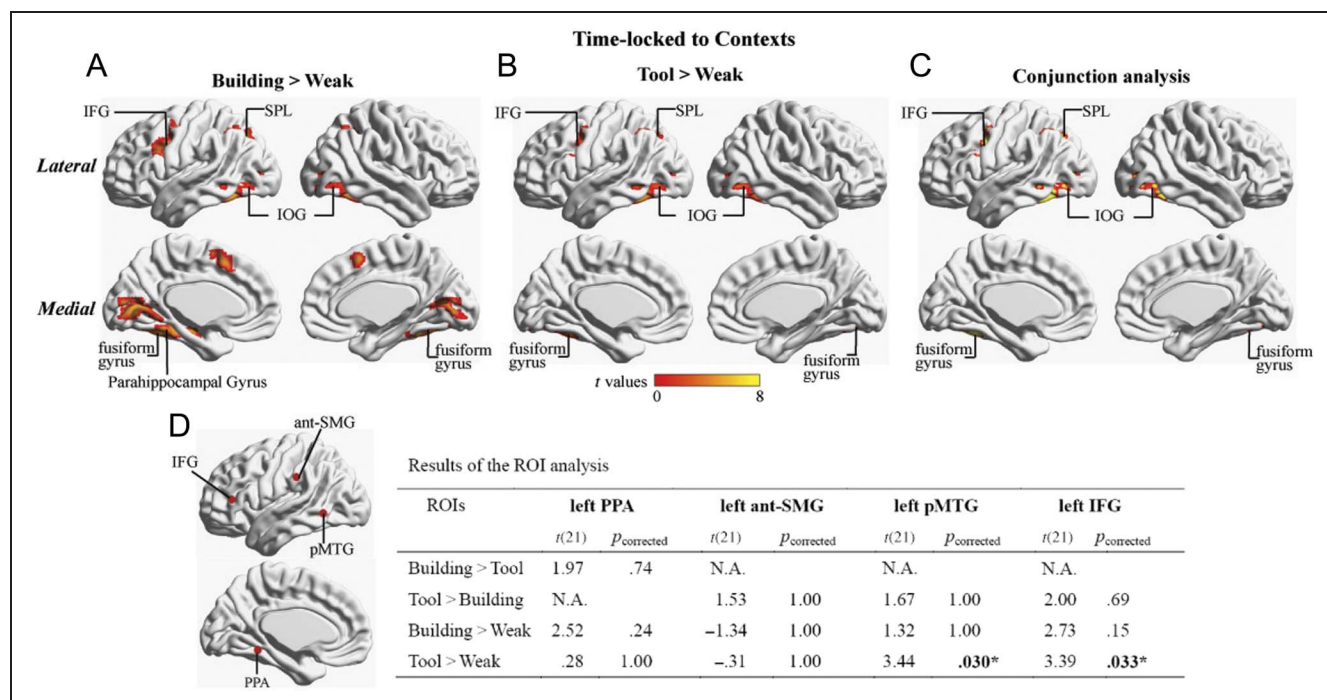 Time-locked to Contexts
A
Building > Weak
B
Tool > Weak
C
Conjunction analysis
IFG
SPL
IFG
SPL
IFG
SPL
Lateral
IOG
IOG
IOG
Medial
fusiform
gyrus
Parahippocampal Gyrus
fusiform
gyrus
fusiform
gyrus
fusiform
gyrus
fusiform
gyrus
fusiform
gyrus
t values
0
8
D
ant-SMG
IFG
pMTG
PPA
Results of the ROI analysis
ROIs left PPA left ant-SMG left pMTG left IFG
t(21) pcorrected t(21) pcorrected t(21) pcorrected t(21) pcorrected
Building > Tool 1.97 .74 N.A. N.A. N.A.
Tool > Building N.A. 1.53 1.00 1.67 1.00 2.00 .69
Building > Weak 2.52 .24 −1.34 1.00 1.32 1.00 2.73 .15
Tool > Weak .28 1.00 −.31 1.00 3.44 .030* 3.39 .033*